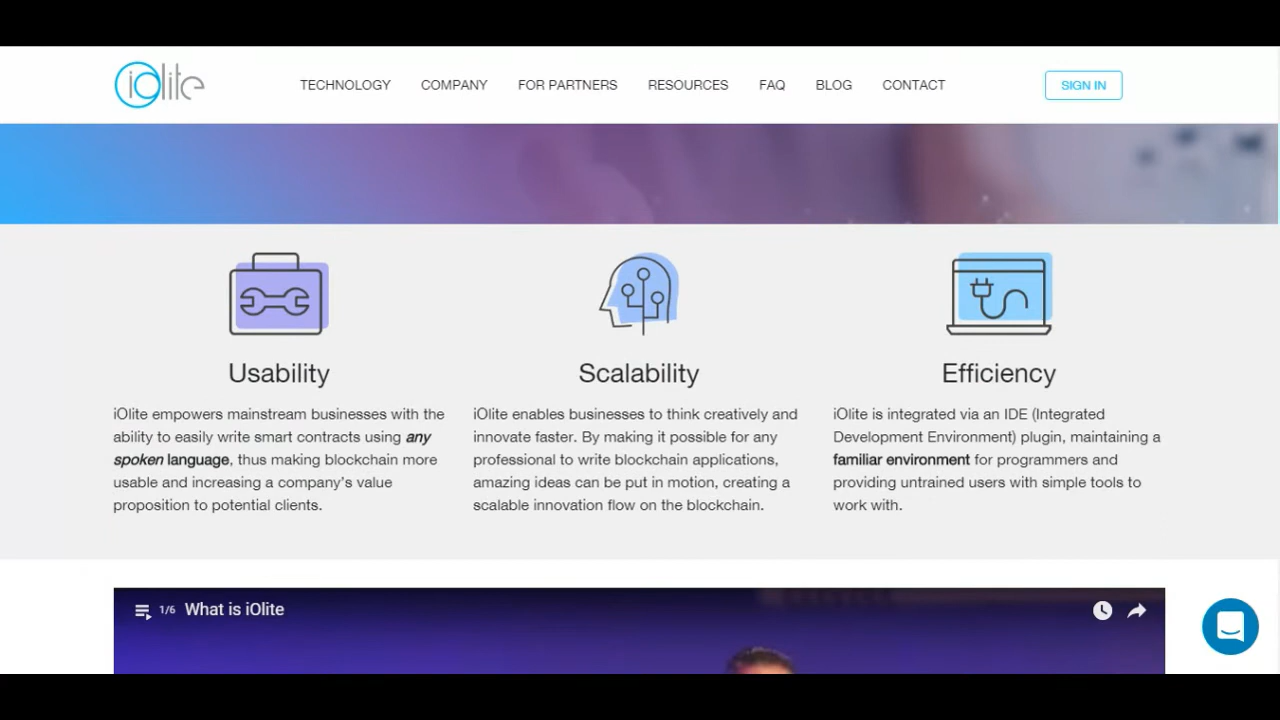 iOlite
TECHNOLOGY COMPANY FOR PARTNERS RESOURCES FAQ BLOG CONTACT SIGN IN
Usability
iOlite empowers mainstream businesses with the
ability to easily write smart contracts using any
spoken language, thus making blockchain more
usable and increasing a company's value
proposition to potential clients.
Scalability
iOlite enables businesses to think creatively and
innovate faster. By making it possible for any
professional to write blockchain applications,
amazing ideas can be put in motion, creating a
scalable innovation flow on the blockchain.
Efficiency
iOlite is integrated via an IDE (Integrated
Development Environment) plugin, maintaining a
familiar environment for programmers and
providing untrained users with simple tools to
work with.
1/6 What is iOlite